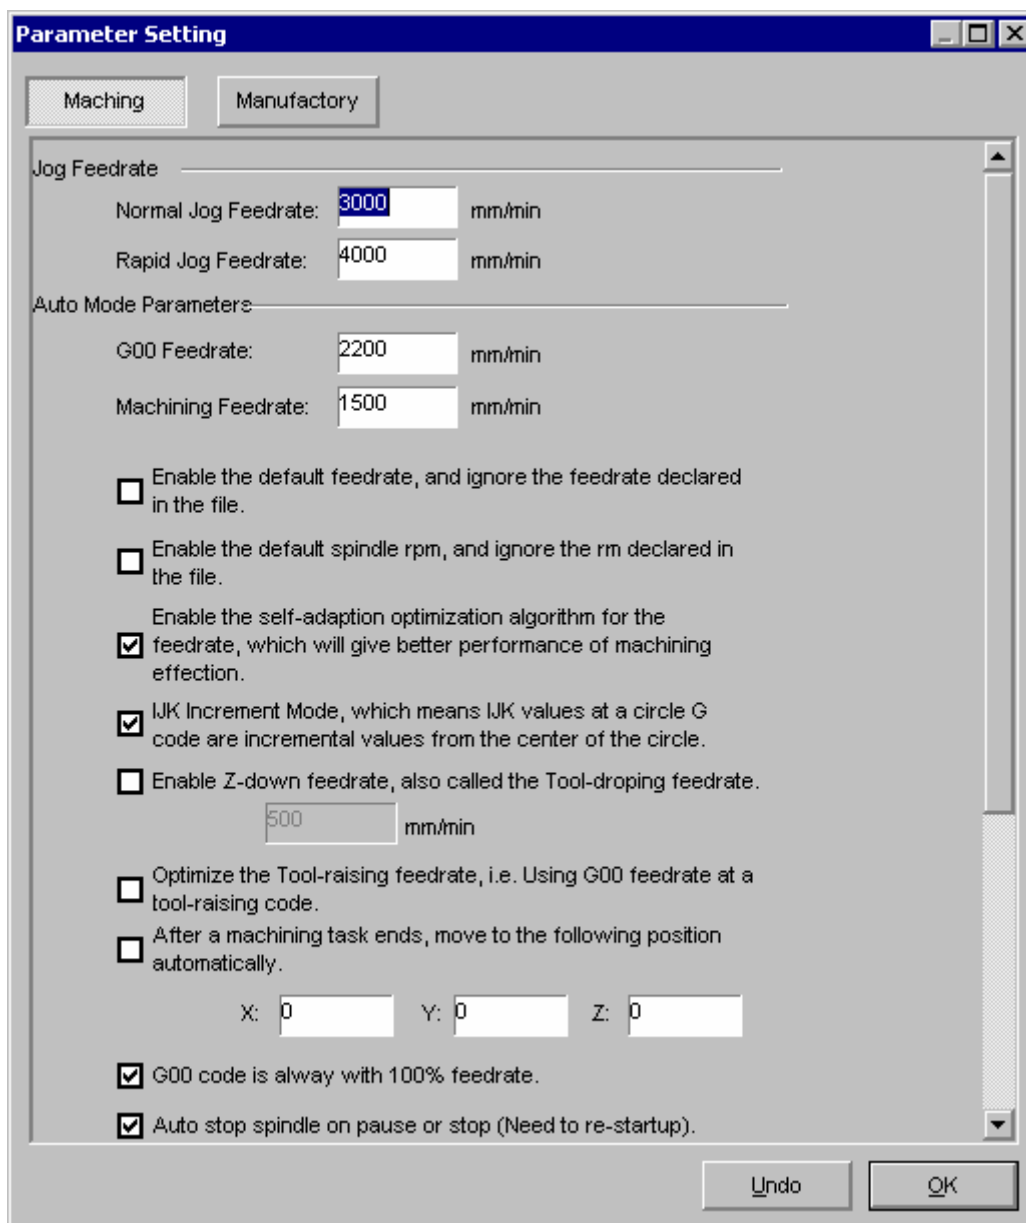 Parameter Setting
Maching
Manufactory
Jog Feedrate
Normal Jog Feedrate: 3000 mm/min
Rapid Jog Feedrate: 4000 mm/min
Auto Mode Parameters
G00 Feedrate: 2200 mm/min
Machining Feedrate: 1500 mm/min
Enable the default feedrate, and ignore the feedrate declared
in the file.
Enable the default spindle rpm, and ignore the rm declared in
the file.
Enable the self-adaption optimization algorithm for the
feedrate, which will give better performance of machining
effection.
IJK Increment Mode, which means IJK values at a circle G
code are incremental values from the center of the circle.
Enable Z-down feedrate, also called the Tool-droping feedrate.
500 mm/min
Optimize the Tool-raising feedrate, i.e. Using G00 feedrate at a
tool-raising code.
After a machining task ends, move to the following position
automatically.
X: 0 Y: 0 Z: 0
G00 code is alway with 100% feedrate.
Auto stop spindle on pause or stop (Need to re-startup).
Undo OK